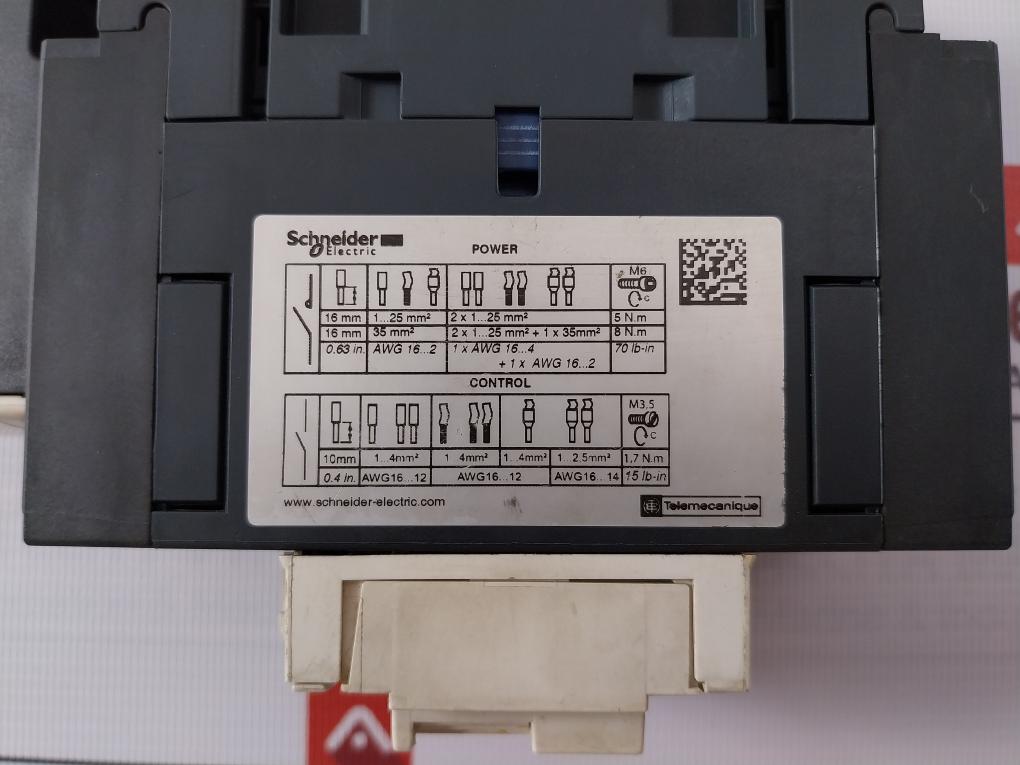 Schneider
Electric
POWER
M6
C
16 mm 1...25 mm² 2 x 1...25 mm² 5 N.m
16 mm 35 mm² 2 x 1...25 mm² + 1 x 35mm² 8 N.m
0.63 in. AWG 16...2 1 x AWG 16...4 70 lb-in
+ 1 x AWG 16...2
CONTROL
M3,5
C
10mm 1...4mm² 1 4mm² 1...4mm² 1...2.5mm² 1,7 N.m
0.4 in. AWG16...12 AWG16...12 AWG16...14 15 lb-in
www.schneider-electric.com
Telemecanique